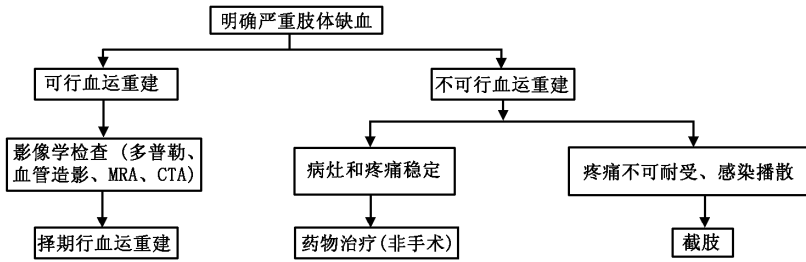 明确严重肢体缺血
可行血运重建
不可行血运重建
影像学检查 (多普勒、
血管造影、MRA、CTA)
病灶和疼痛稳定
疼痛不可耐受、感染播散
择期行血运重建
药物治疗(非手术)
截肢